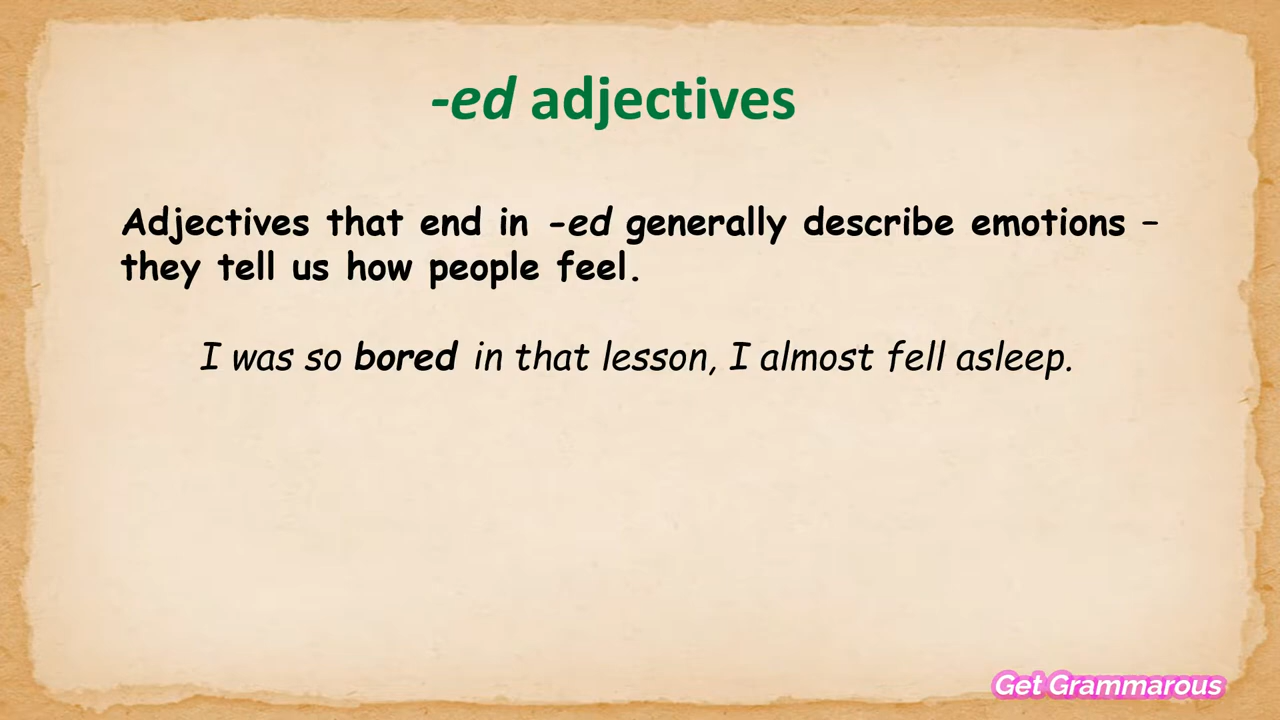 -ed adjectives
Adjectives that end in -ed generally describe emotions –
they tell us how people feel.
I was so bored in that lesson, I almost fell asleep.
Get Grammarous